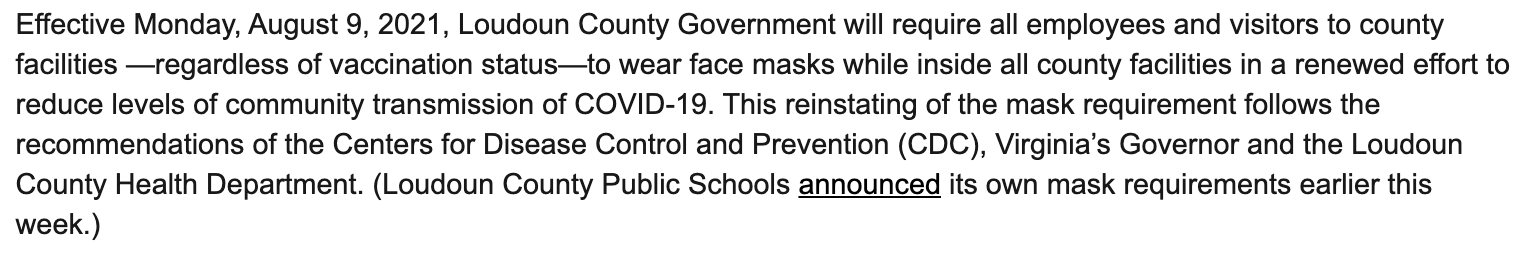 Effective Monday, August 9, 2021, Loudoun County Government will require all employees and visitors to county
facilities —regardless of vaccination status—to wear face masks while inside all county facilities in a renewed effort to
reduce levels of community transmission of COVID-19. This reinstating of the mask requirement follows the
recommendations of the Centers for Disease Control and Prevention (CDC), Virginia’s Governor and the Loudoun
County Health Department. (Loudoun County Public Schools announced its own mask requirements earlier this
week.)